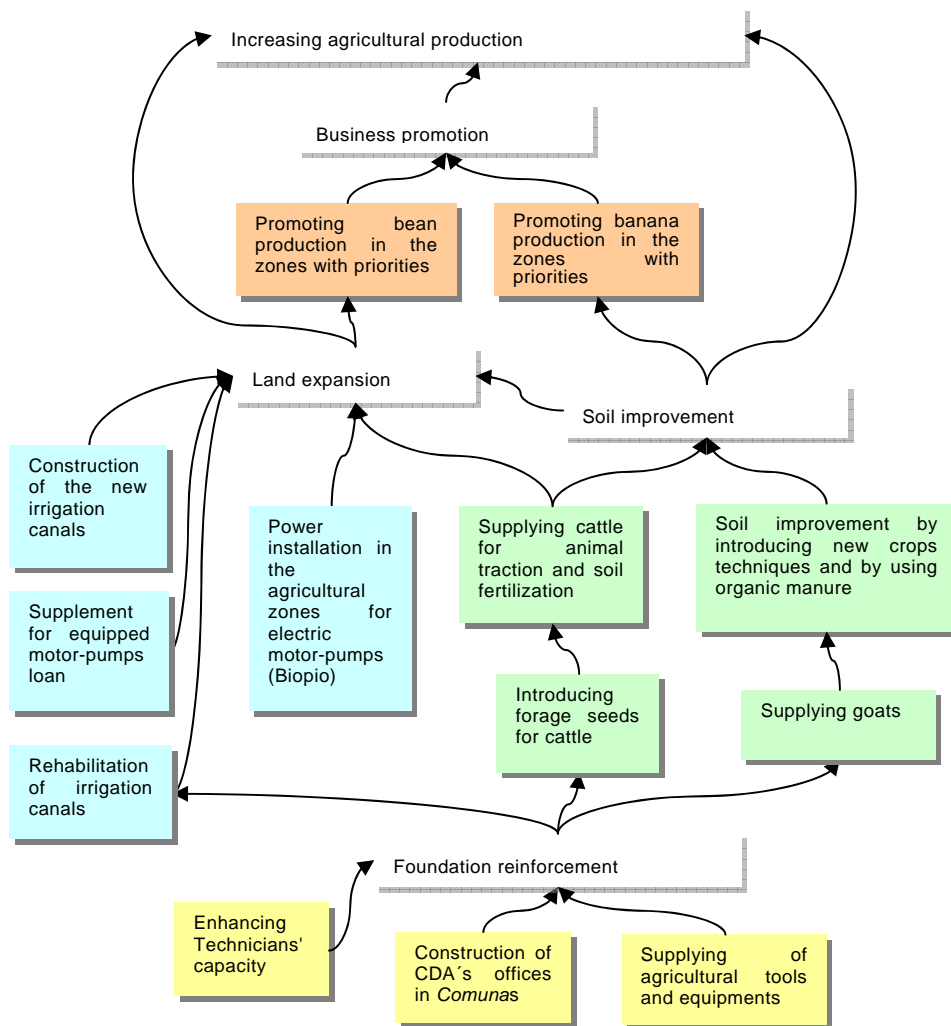 Increasing agricultural production
Business promotion
Promoting bean
production in the
zones with priorities
Promoting banana
production in the
zones with
priorities
Land expansion
Soil improvement
Construction
of the new
irrigation
canals
Power
installation in
the
agricultural
zones for
electric
motor-pumps
(Biopio)
Supplying cattle
for animal
traction and soil
fertilization
Soil improvement by
introducing new crops
techniques and by using
organic manure
Supplement
for equipped
motor-pumps
loan
Introducing
forage seeds
for cattle
Supplying goats
Rehabilitation
of irrigation
canals
Foundation reinforcement
Enhancing
Technicians'
capacity
Construction of
CDA´s offices
in Comunas
Supplying of
agricultural tools
and equipments